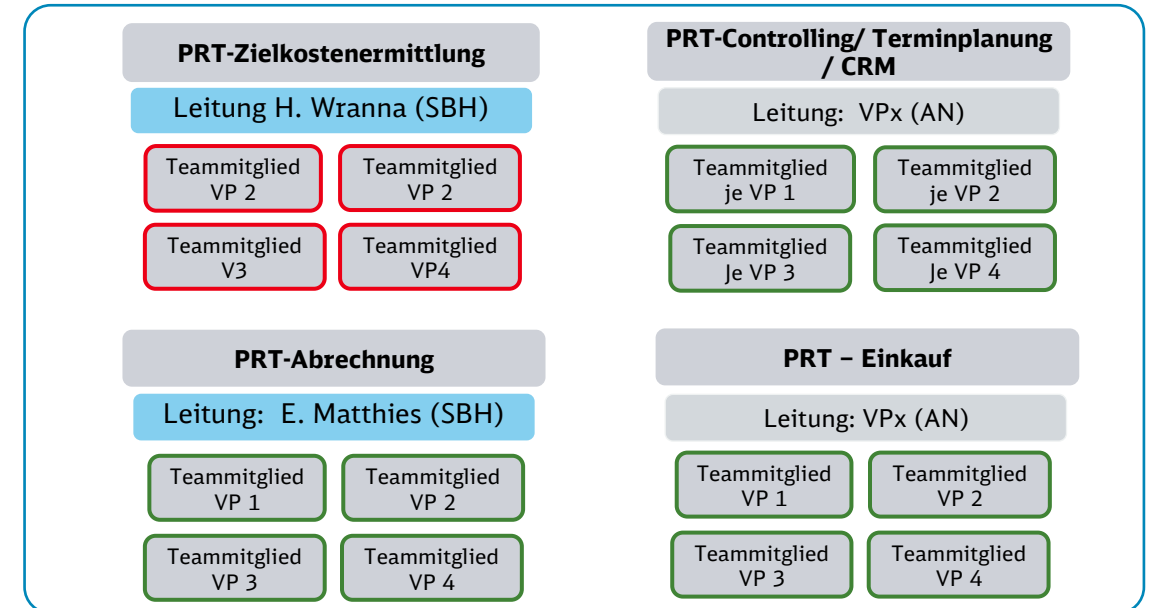 PRT-Zielkostenermittlung
Leitung H. Wranna (SBH)
Teammitglied
VP 2
Teammitglied
VP 2
Teammitglied
V3
Teammitglied
VP4
PRT-Controlling/ Terminplanung
/ CRM
Leitung:  VPx (AN)
Teammitglied
je VP 1
Teammitglied
je VP 2
Teammitglied
Je VP 3
Teammitglied
Je VP 4
PRT-Abrechnung
Leitung:  E. Matthies (SBH)
Teammitglied
VP 1
Teammitglied
VP 2
Teammitglied
VP 3
Teammitglied
VP 4
PRT – Einkauf
Leitung: VPx (AN)
Teammitglied
VP 1
Teammitglied
VP 2
Teammitglied
VP 3
Teammitglied
VP 4